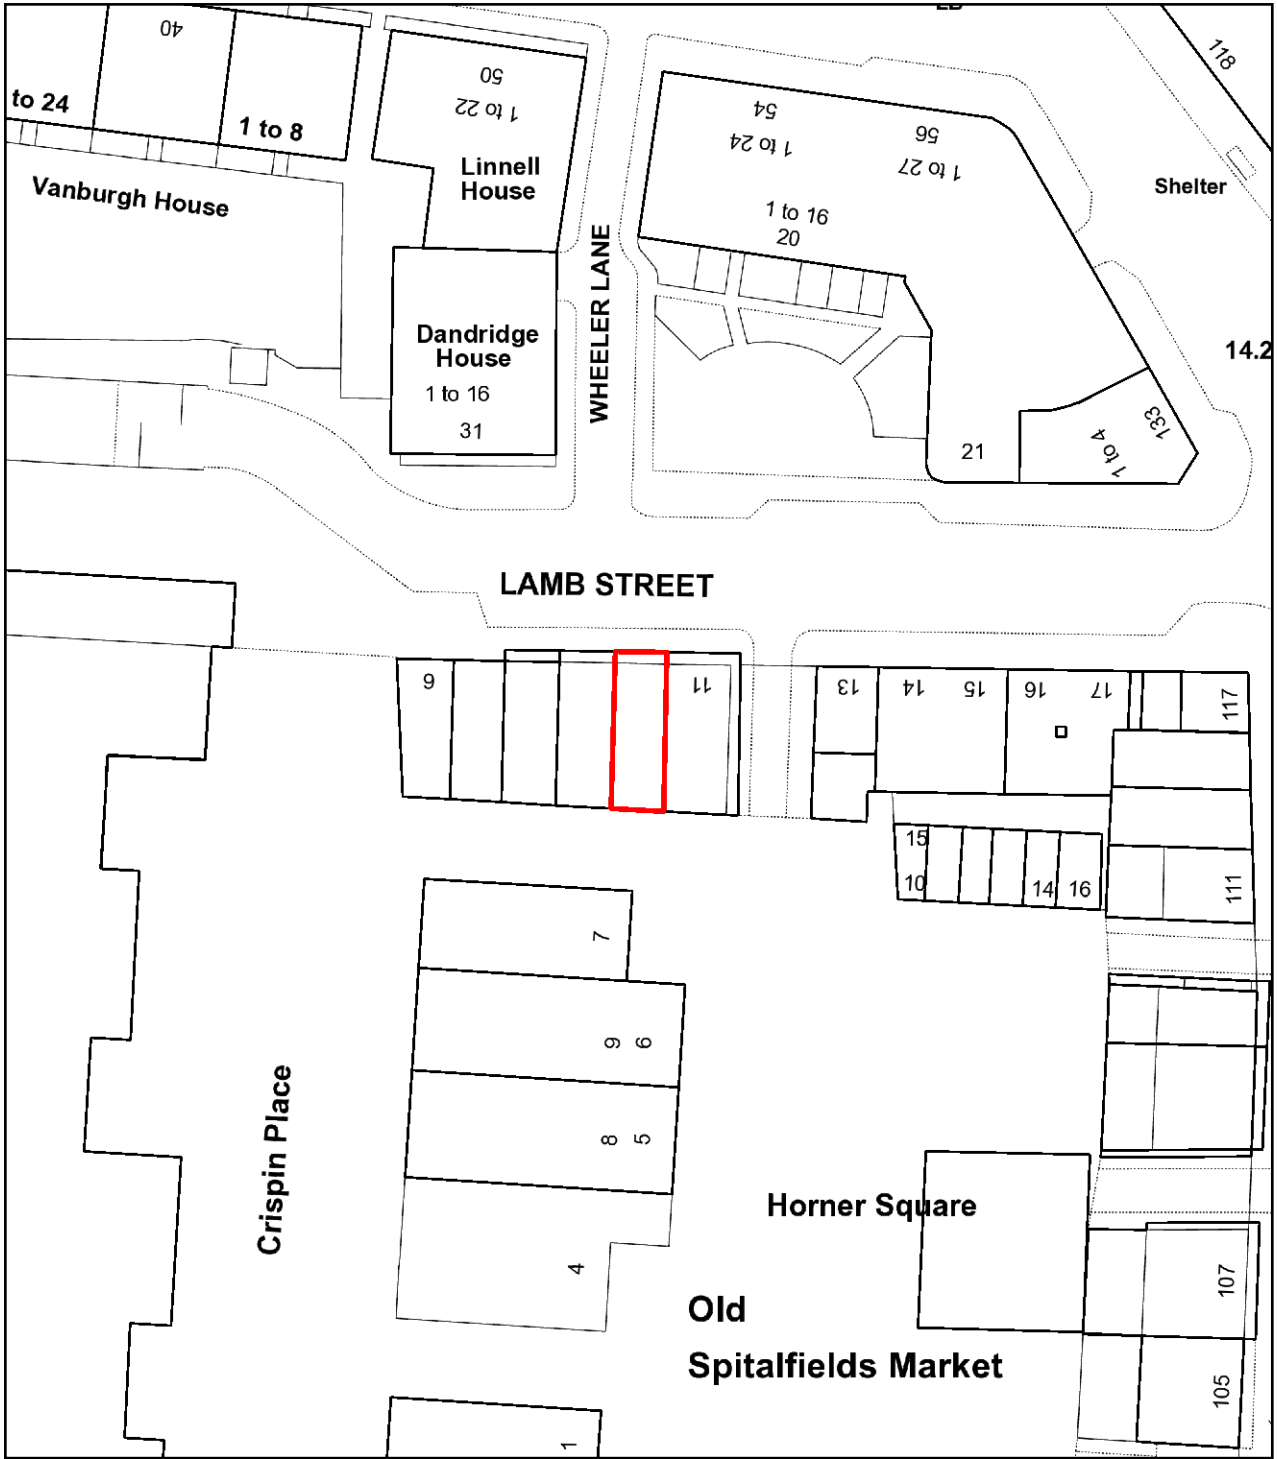 40
to 24
1 to 8
Vanburgh House
50
1 to 22
Linnell
House
54
1 to 24
56
1 to 27
1 to 16
20
118
Shelter
WHEELER LANE
Dandridge
House
1 to 16
31
14.2
133
1 to 4
21
LAMB STREET
6
11
13
14
15
16
17
117
15
10
14
16
111
7
9
6
8
5
4
Crispin Place
Horner Square
Old
Spitalfields Market
107
105
1